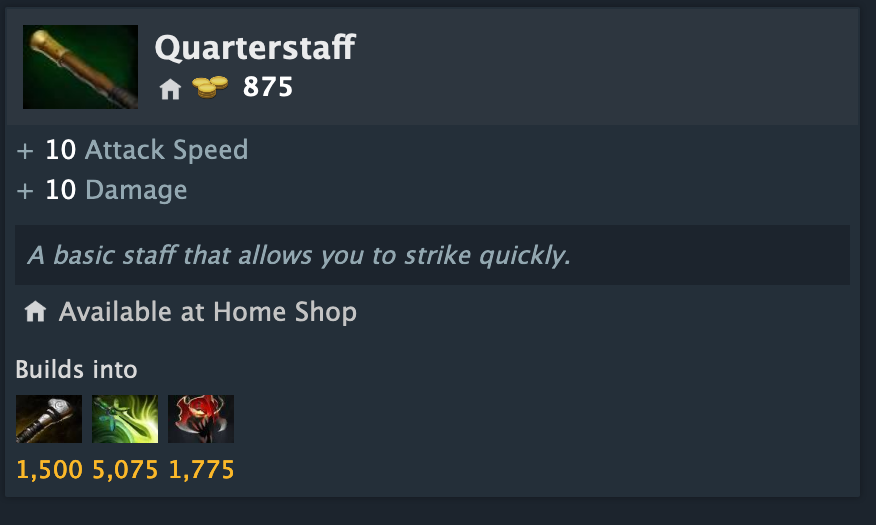 Quarterstaff
875
+ 10 Attack Speed
+ 10 Damage
A basic staff that allows you to strike quickly.
Available at Home Shop
Builds into
1,500 5,075 1,775